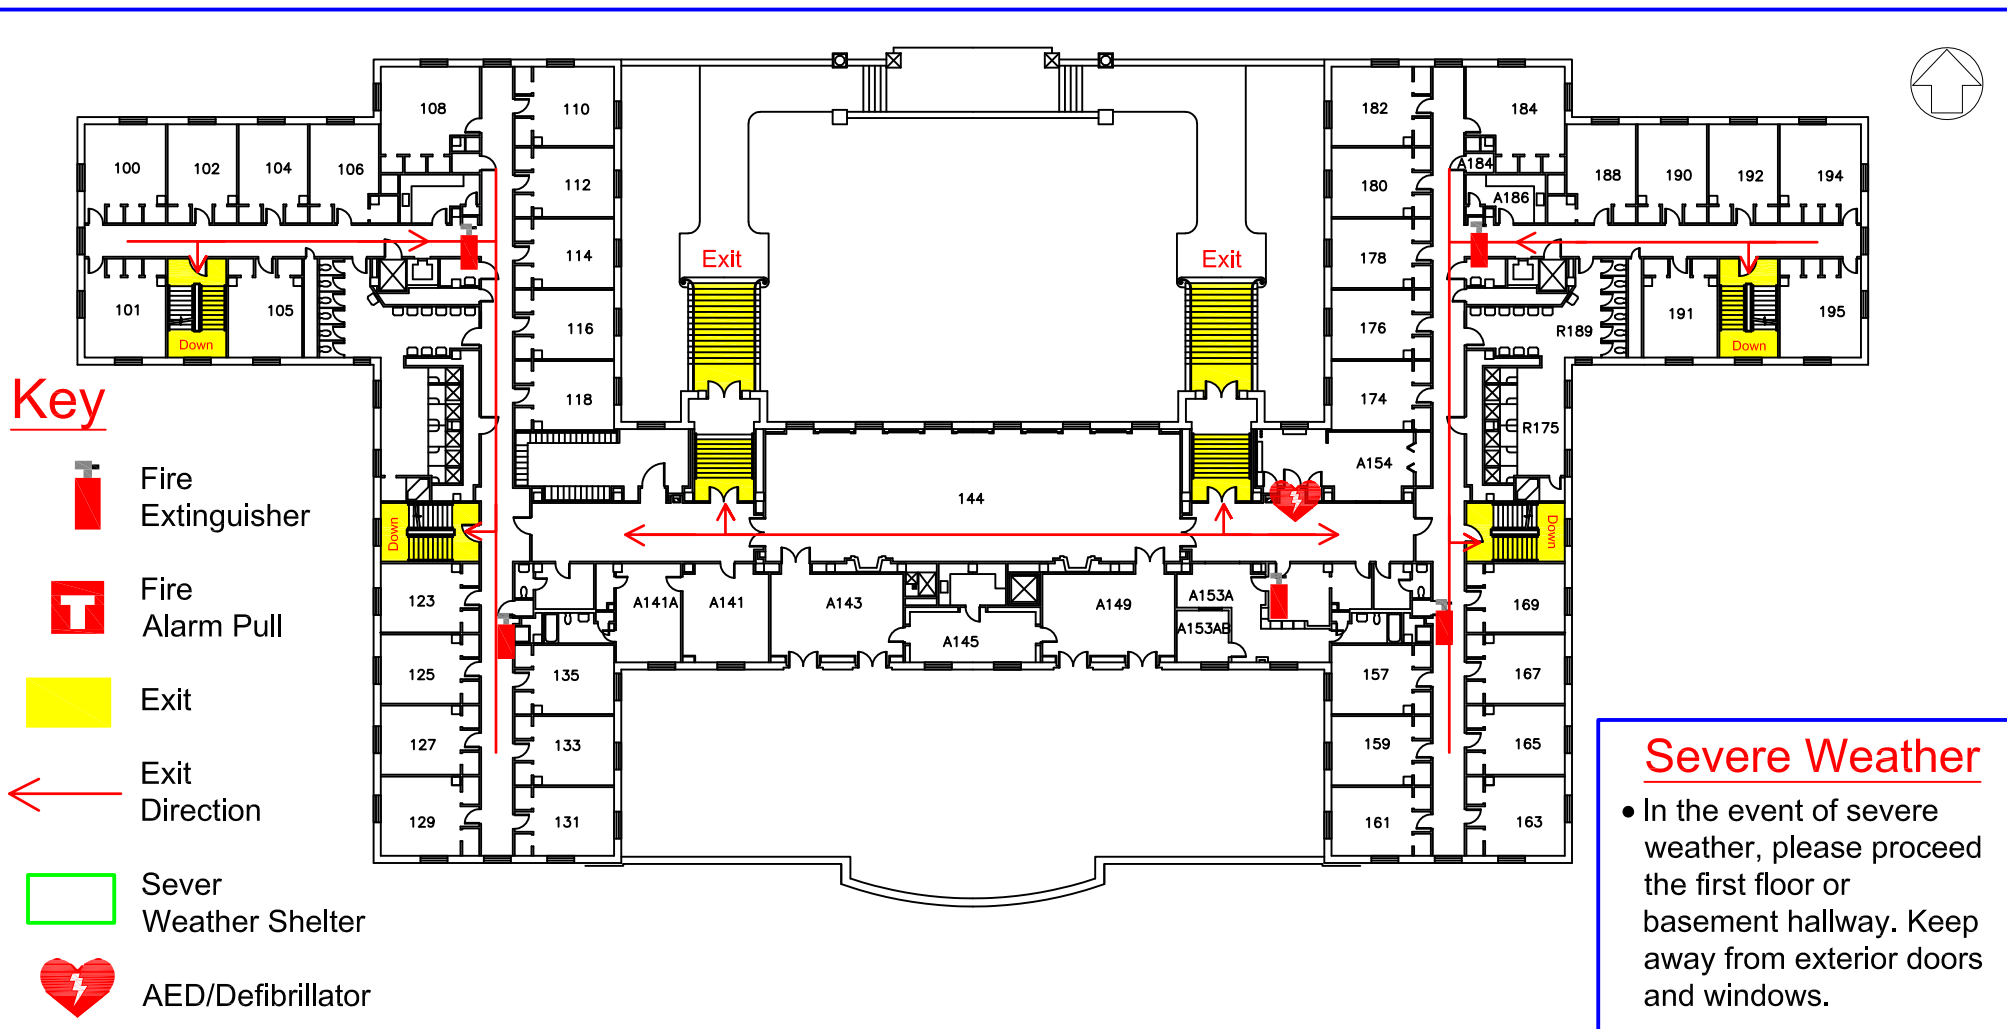 108
110
182
184
100
102
104
106
112
180
A184
A186
188
190
192
194
114
Exit
Exit
178
101
105
116
176
R189
191
195
Down
Down
118
174
Key
R175
A154
144
Fire
Extinguisher
Down
Down
123
A141A
A141
A143
A149
A153A
169
Fire
Alarm Pull
A153AB
A145
125
135
157
167
Exit
127
133
159
165
Exit
Direction
129
131
161
163
Sever
Weather Shelter
AED/Defibrillator
Severe Weather
• In the event of severe
weather, please proceed
the first floor or
basement hallway. Keep
away from exterior doors
and windows.